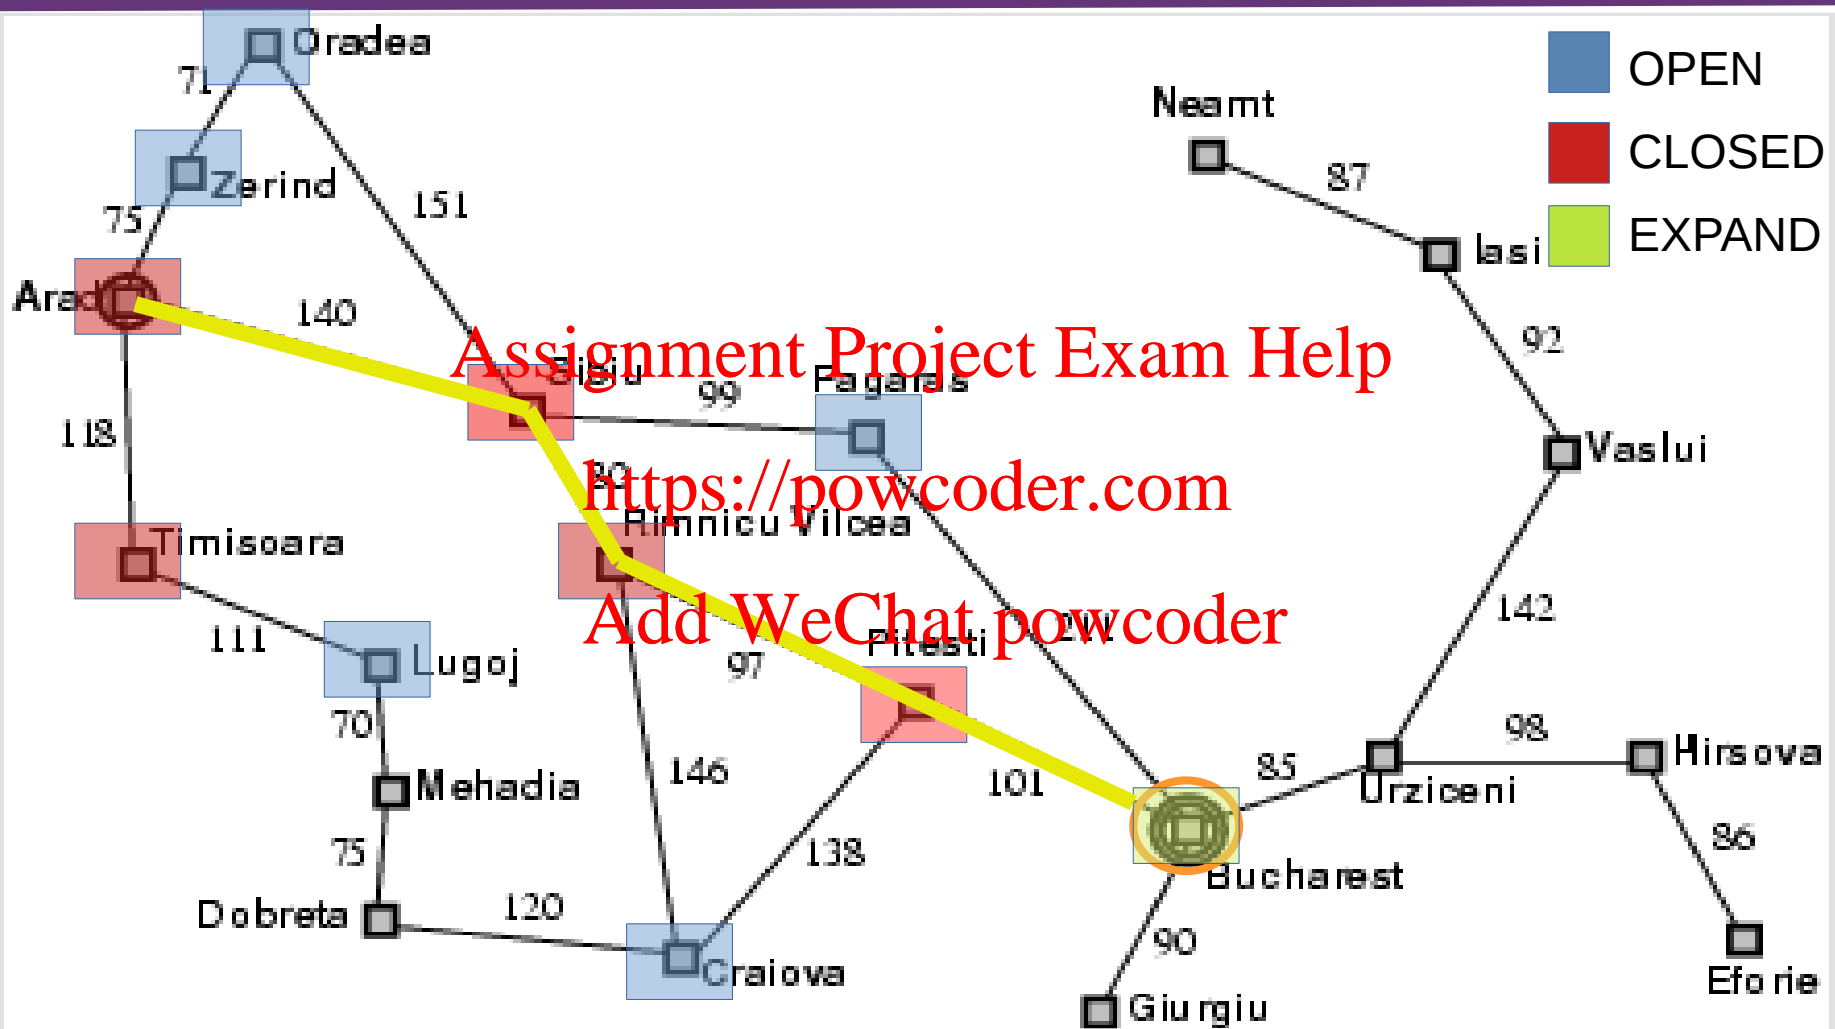 Oradea
OPEN
71
Neamt
CLOSED
87
Zerind
151
75
EXPAND
Iasi
Arad
140
92
Assignment Project Exam Help
Sibiu
99
Fagaras
118
Vaslui
80
https://powcoder.com
Rimnicu Vilcea
Timisoara
142
Add WeChat powcoder
211
111
Pitesti
97
Lugoj
70
98
Hirsova
146
101
85
Mehadia
Urziceni
86
75
138
Bucharest
Dobreta
120
90
Craiova
Eforie
Giurgiu